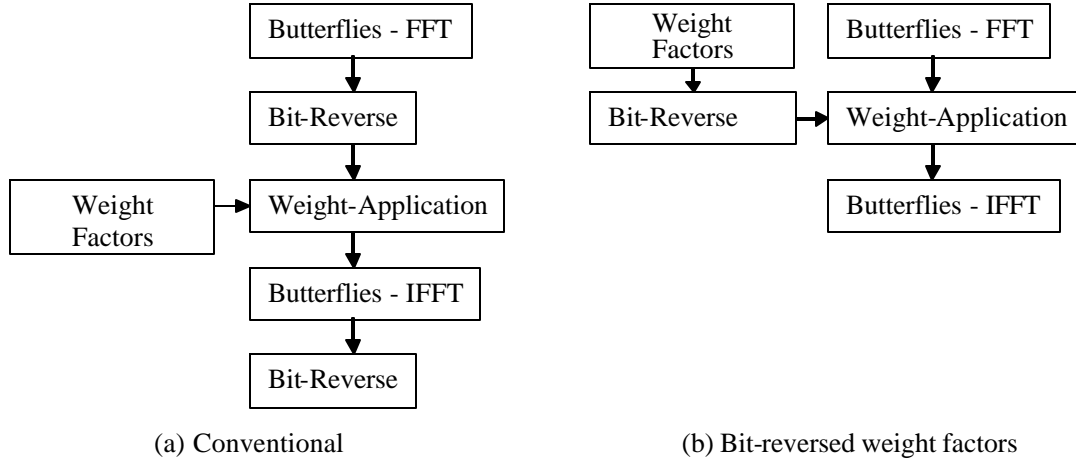 Butterflies - FFT
Bit-Reverse
Weight
Factors
Weight-Application
Butterflies - IFFT
Bit-Reverse
(a) Conventional
Weight
Factors
Butterflies - FFT
Bit-Reverse
Weight-Application
Butterflies - IFFT
(b) Bit-reversed weight factors